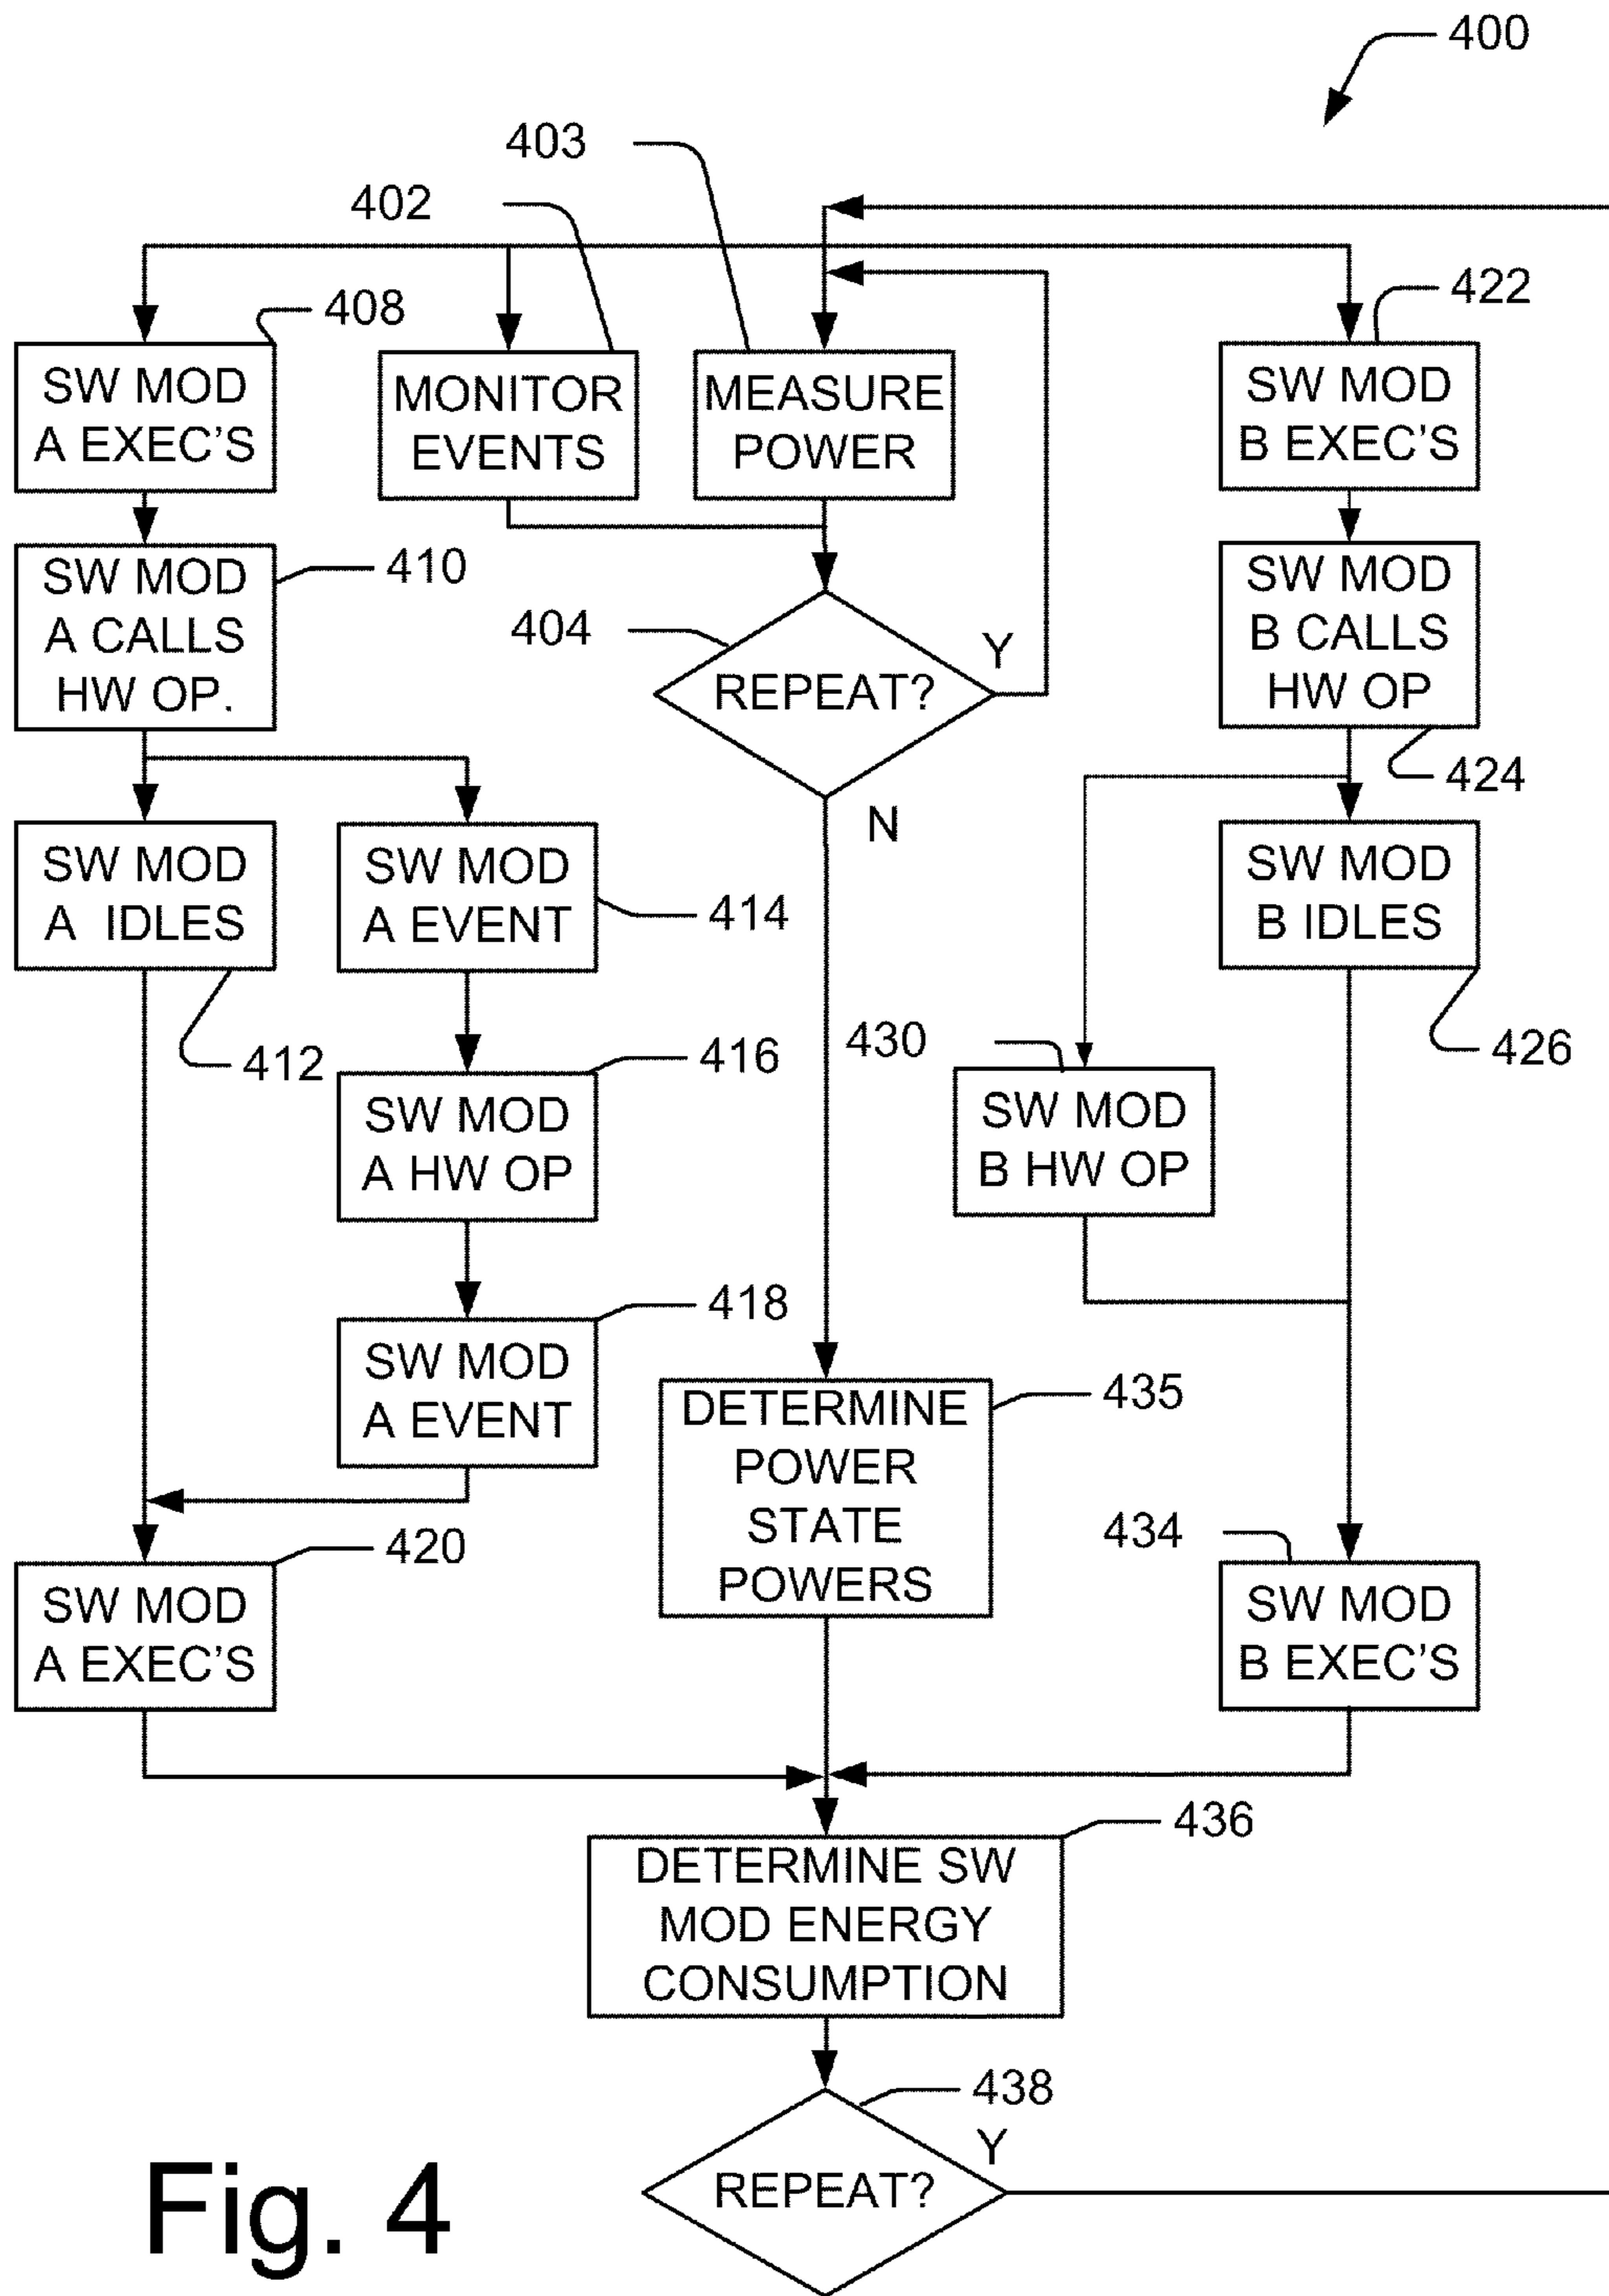 400
403
402
408
422
SW MOD
A EXEC'S
MONITOR
EVENTS
MEASURE
POWER
SW MOD
B EXEC'S
410
SW MOD
A CALLS
HW OP.
404
REPEAT?
Y
N
SW MOD
B CALLS
HW OP
424
SW MOD
A  IDLES
412
SW MOD
A EVENT
414
SW MOD
B IDLES
426
416
SW MOD
A HW OP
430
SW MOD
B HW OP
418
SW MOD
A EVENT
435
DETERMINE
POWER
STATE
POWERS
420
SW MOD
A EXEC'S
434
SW MOD
B EXEC'S
436
DETERMINE SW
MOD ENERGY
CONSUMPTION
438
REPEAT?
Y
Fig. 4